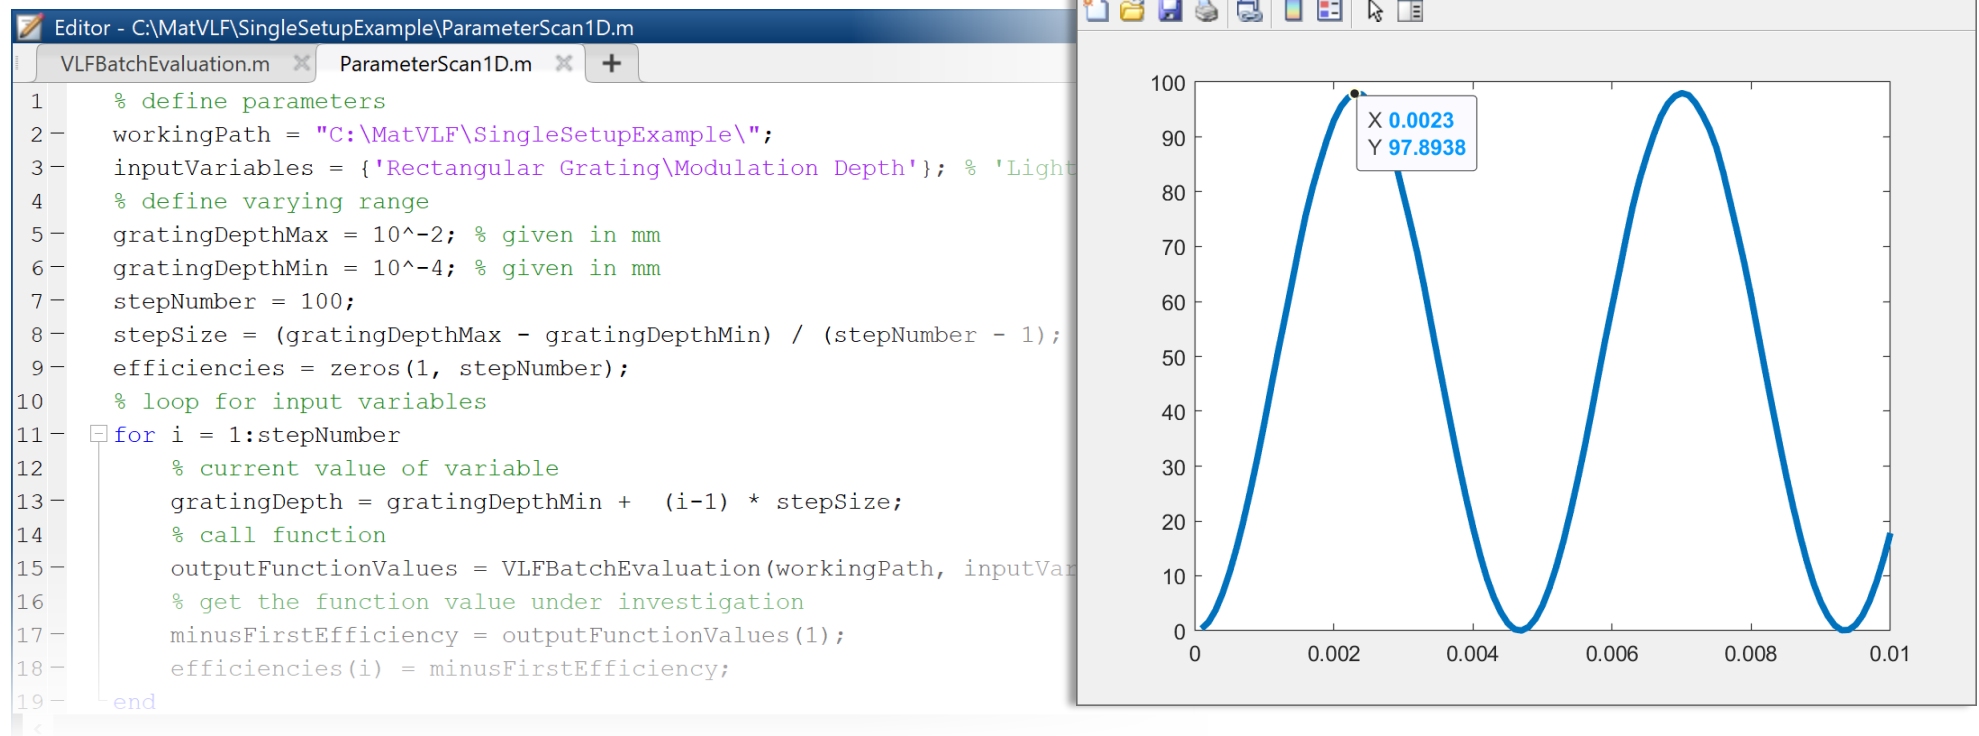 Editor - C:\MatVLF\SingleSetupExample\ParameterScan1D.m
VLFBatchEvaluation.m ParameterScan1D.m +
1 % define parameters
2 workingPath = "C:\MatVLF\SingleSetupExample\";
3 inputVariables = {'Rectangular Grating\Modulation Depth'}; % 'Light
4 % define varying range
5 gratingDepthMax = 10^-2; % given in mm
6 gratingDepthMin = 10^-4; % given in mm
7 stepNumber = 100;
8 stepSize = (gratingDepthMax - gratingDepthMin) / (stepNumber - 1);
9 efficiencies = zeros(1, stepNumber);
10 % loop for input variables
11 for i = 1:stepNumber
12 % current value of variable
13 gratingDepth = gratingDepthMin + (i-1) * stepSize;
14 % call function
15 outputFunctionValues = VLFBatchEvaluation(workingPath, inputVar
16 % get the function value under investigation
17 minusFirstEfficiency = outputFunctionValues(1);
18 efficiencies(i) = minusFirstEfficiency;
19 end
100
90
80
70
60
50
40
30
20
10
0
X 0.0023
Y 97.8938
0 0.002 0.004 0.006 0.008 0.01